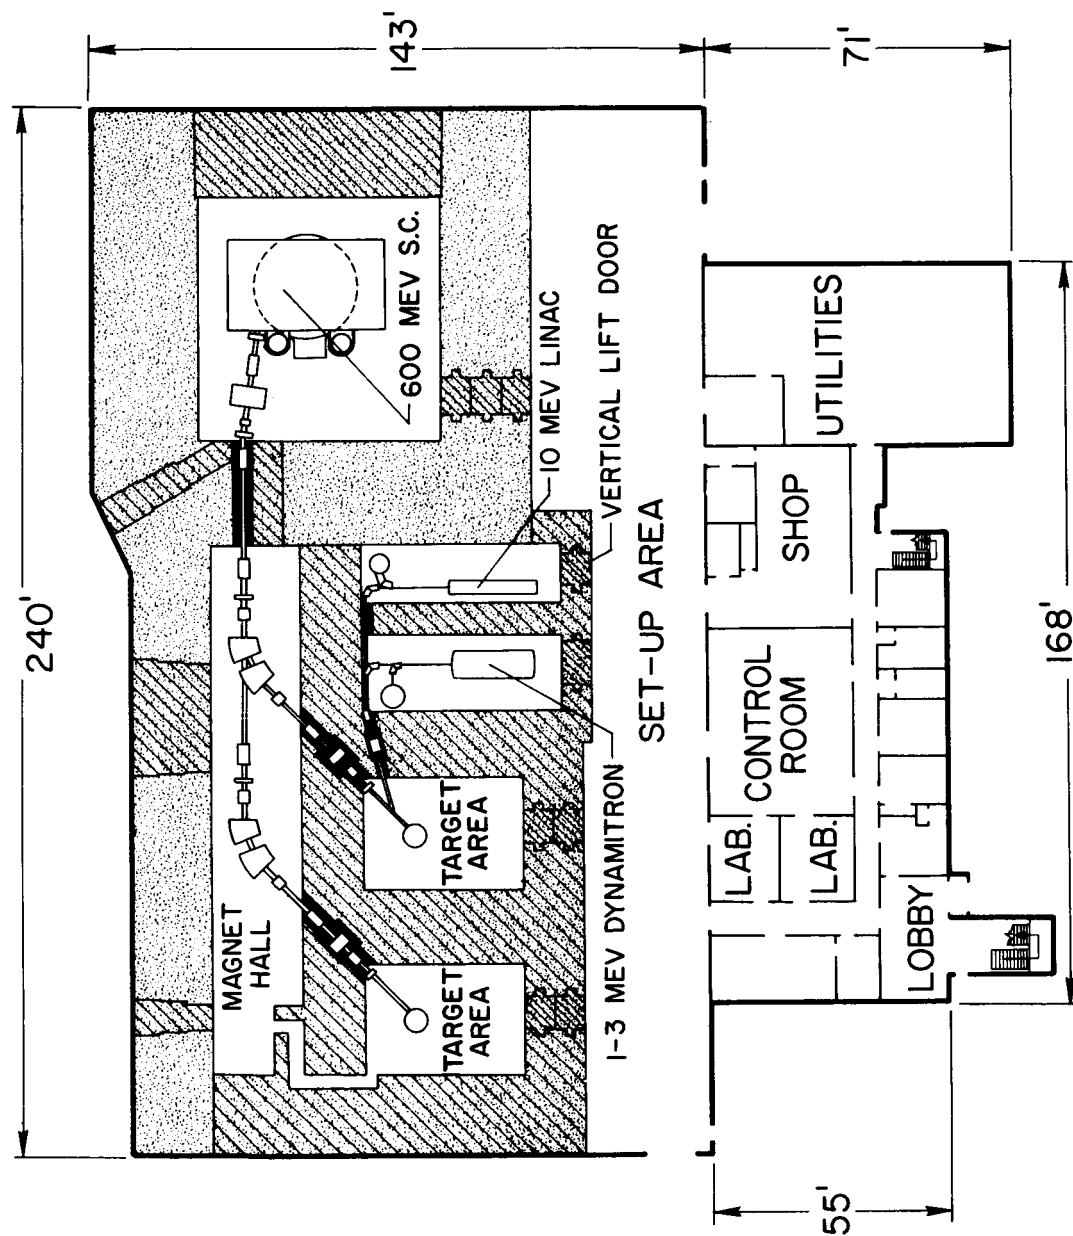 240'
143'
71'
600 MEV S.C.
10 MEV LINAC
VERTICAL LIFT DOOR
SET-UP AREA
1-3 MEV DYNAMITRON
MAGNET
HALL
TARGET
AREA
TARGET
AREA
UTILITIES
SHOP
CONTROL
ROOM
LAB.
LAB.
LOBBY
168'
55'